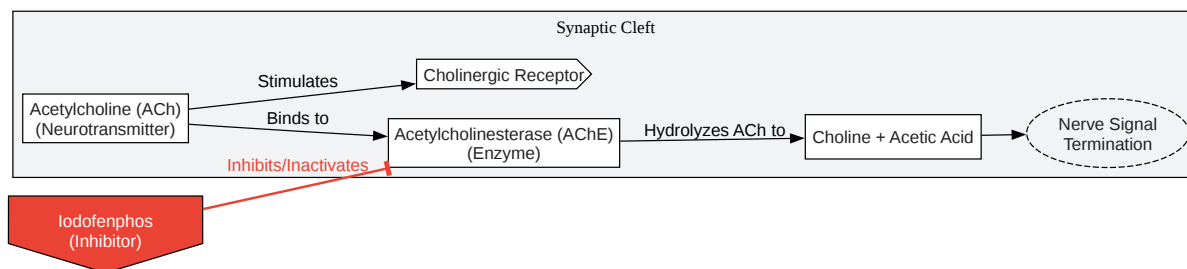 Synaptic Cleft
Stimulates
Cholinergic Receptor
Acetylcholine (ACh)
(Neurotransmitter)
Binds to
Acetylcholinesterase (AChE)
(Enzyme)
Hydrolyzes ACh to
Choline + Acetic Acid
Nerve Signal
Termination
Inhibits/Inactivates
Iodofenphos
(Inhibitor)